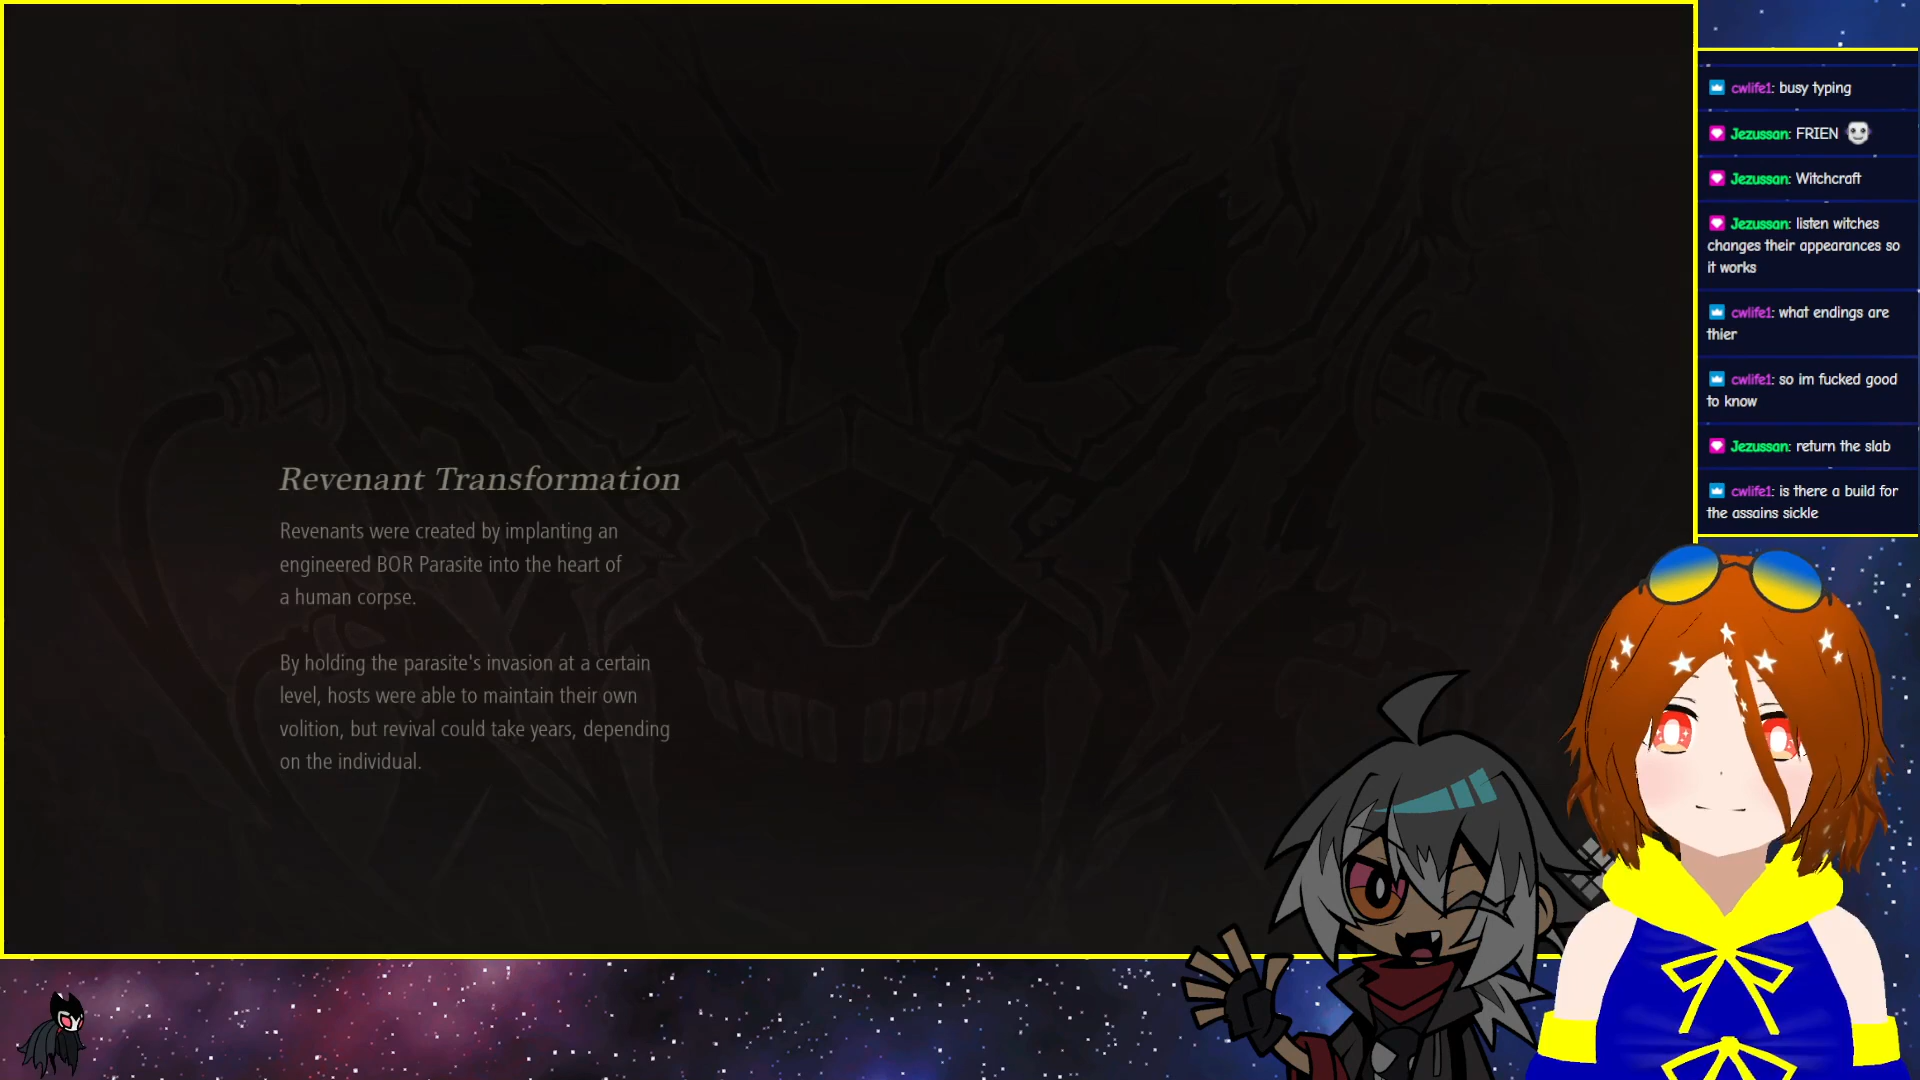 Revenant Transformation
Revenants were created by implanting an
engineered BOR Parasite into the heart of
a human corpse.
By holding the parasite's invasion at a certain
level, hosts were able to maintain their own
volition, but revival could take years, depending
on the individual.
cwlife1: busy typing
Jezussan: FRIEN
Jezussan: Witchcraft
Jezussan: listen witches
changes their appearances so
it works
cwlife1: what endings are
thier
cwlife1: so im fucked good
to know
Jezussan: return the slab
cwlife1: is there a build for
the assains sickle